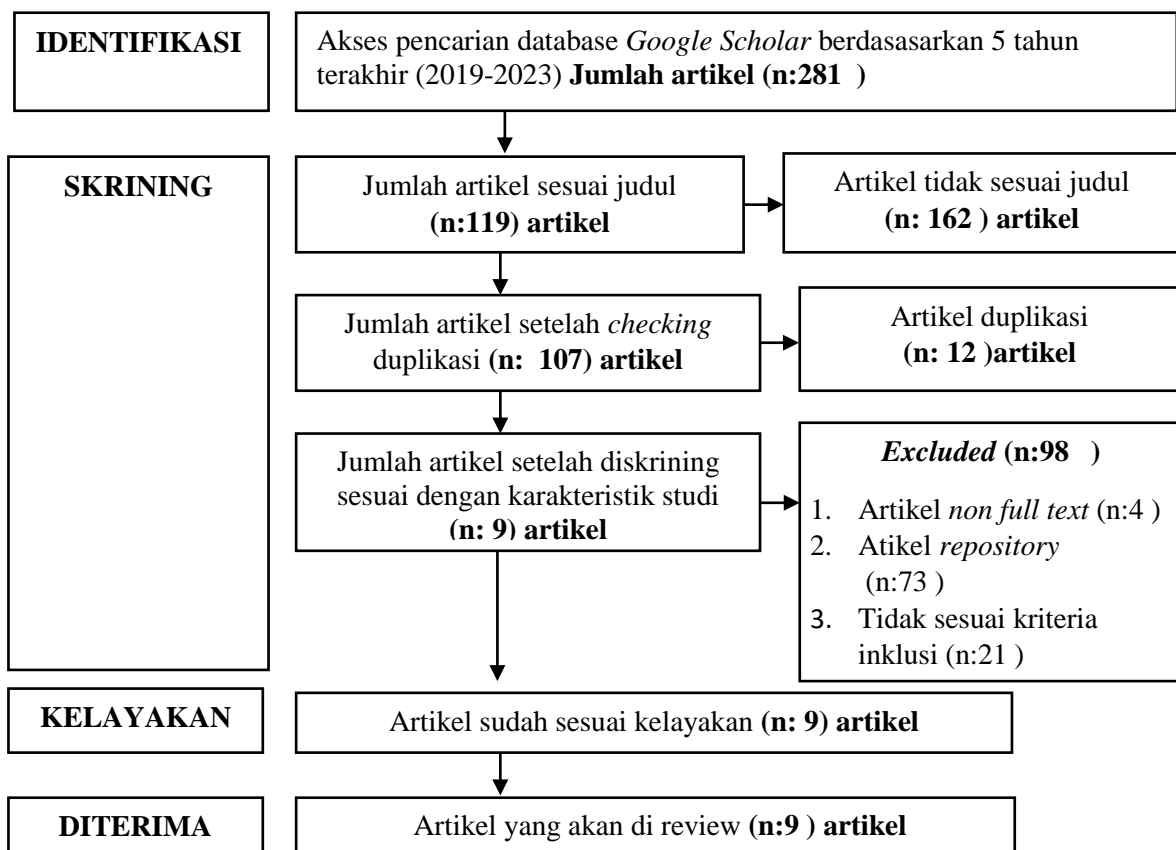 IDENTIFIKASI
Akses pencarian database Google Scholar berdasasarkan 5 tahun
terakhir (2019-2023) Jumlah artikel (n:281 )
SKRINING
Jumlah artikel sesuai judul
(n:119) artikel
Artikel tidak sesuai judul
(n: 162 ) artikel
Jumlah artikel setelah checking
duplikasi (n: 107) artikel
Artikel duplikasi
(n: 12 )artikel
Jumlah artikel setelah diskrining
sesuai dengan karakteristik studi
(n: 9) artikel
Excluded (n:98 )
1. Artikel non full text (n:4 )
2. Atikel repository
(n:73 )
3. Tidak sesuai kriteria
inklusi (n:21 )
KELAYAKAN
Artikel sudah sesuai kelayakan (n: 9) artikel
DITERIMA
Artikel yang akan di review (n:9 ) artikel